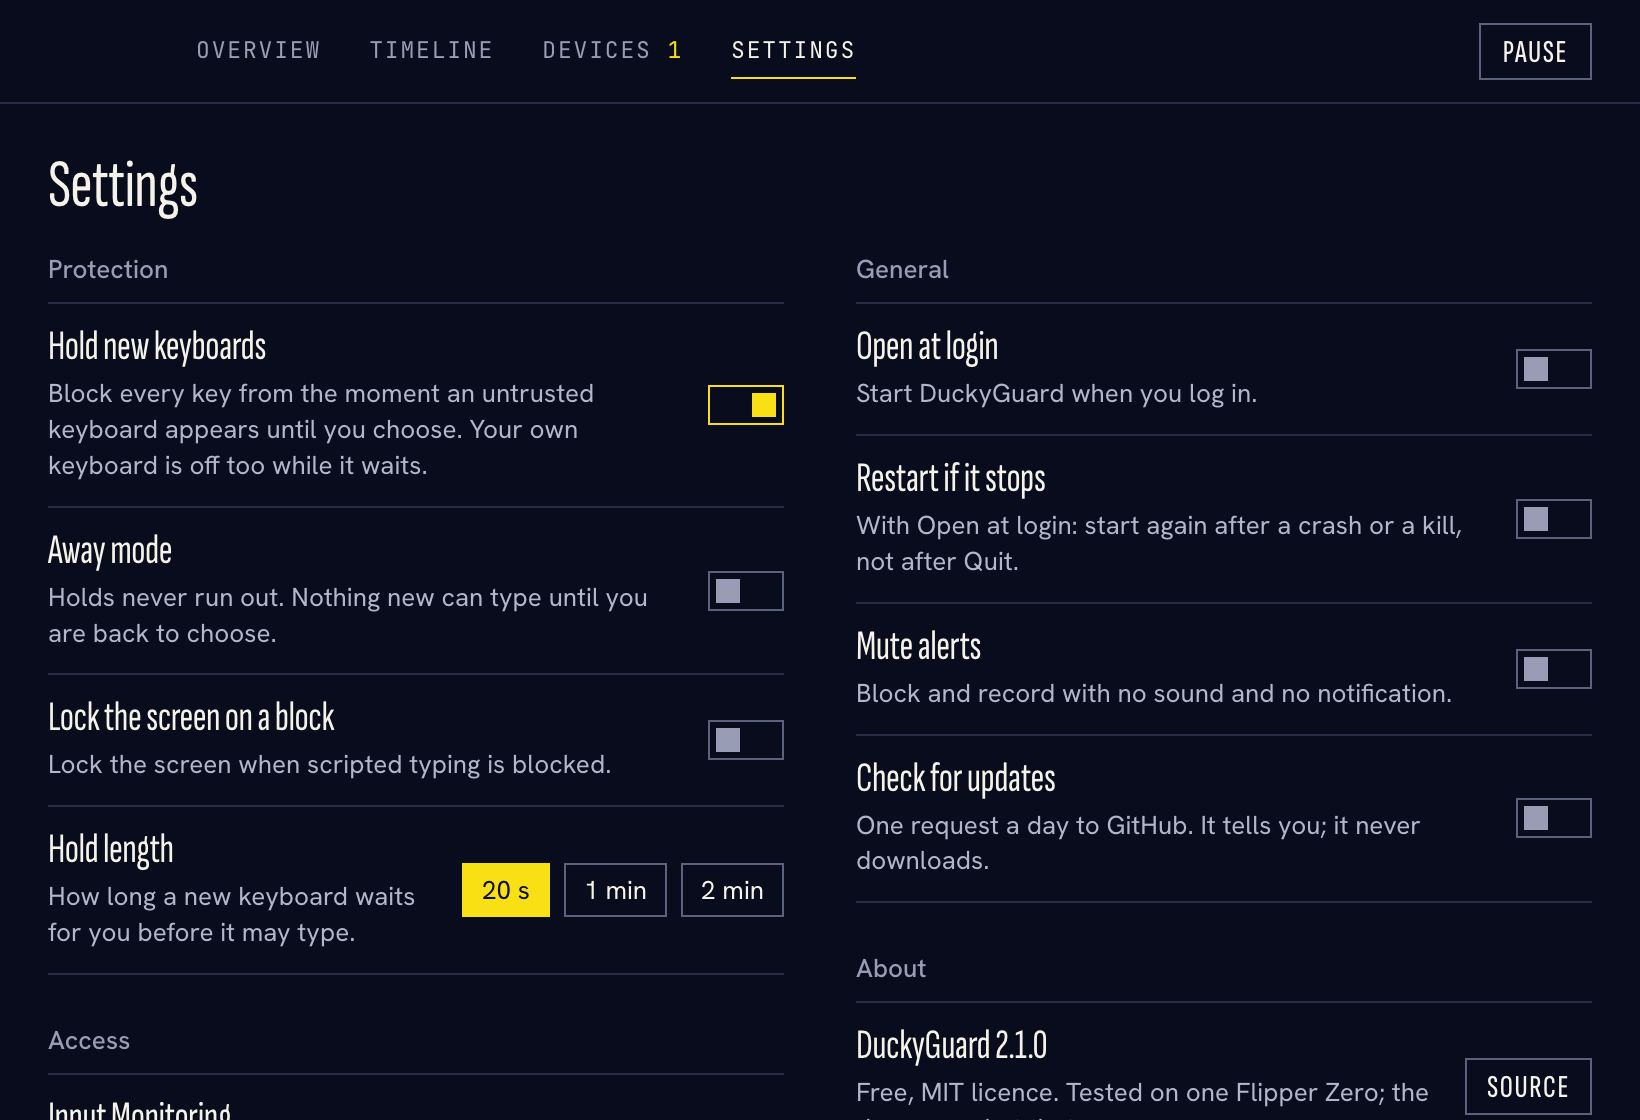 OVERVIEW TIMELINE DEVICES 1 SETTINGS
PAUSE
Settings
Protection
Hold new keyboards
Block every key from the moment an untrusted
keyboard appears until you choose. Your own
keyboard is off too while it waits.
Away mode
Holds never run out. Nothing new can type until you
are back to choose.
Lock the screen on a block
Lock the screen when scripted typing is blocked.
Hold length
How long a new keyboard waits
for you before it may type.
20 s 1 min 2 min
Access
Input Monitoring
General
Open at login
Start DuckyGuard when you log in.
Restart if it stops
With Open at login: start again after a crash or a kill,
not after Quit.
Mute alerts
Block and record with no sound and no notification.
Check for updates
One request a day to GitHub. It tells you; it never
downloads.
About
DuckyGuard 2.1.0
Free, MIT licence. Tested on one Flipper Zero; the
SOURCE